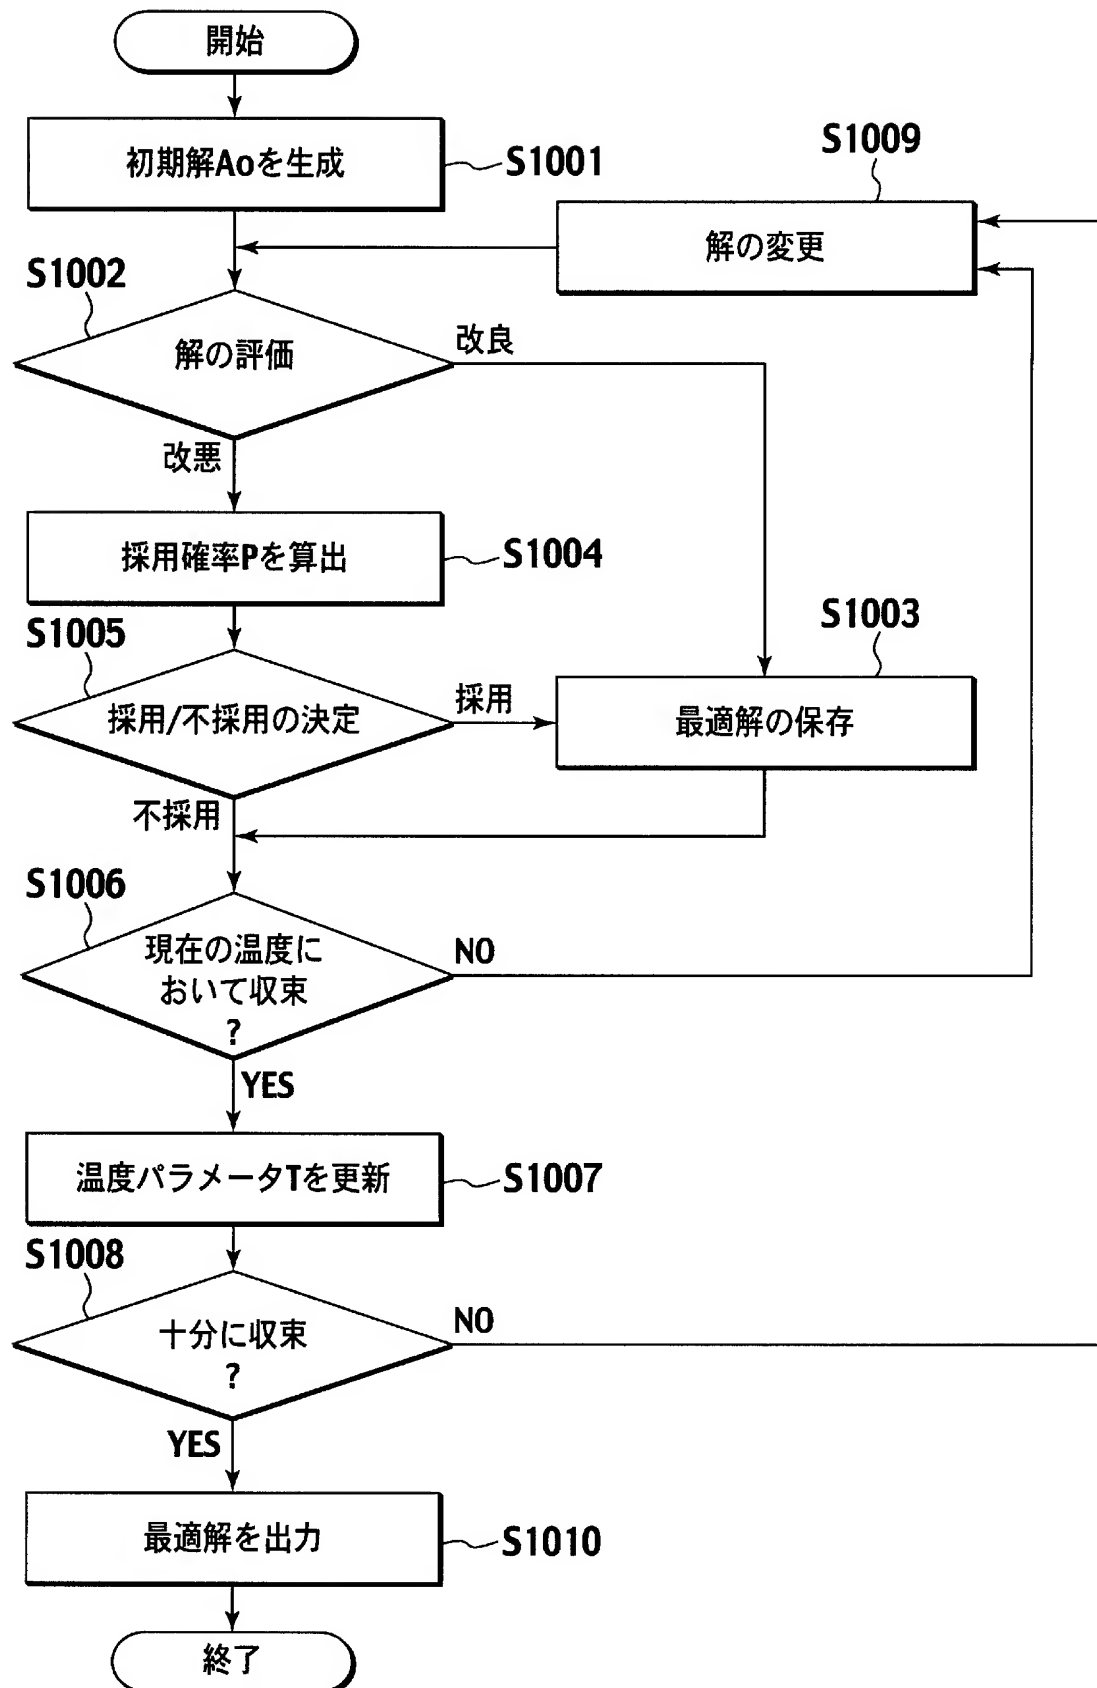 開始
初期解Aoを生成
S1001
S1009
解の変更
S1002
解の評価
改良
改悪
採用確率Pを算出
S1004
S1005
採用/不採用の決定
採用
S1003
最適解の保存
不採用
S1006
現在の温度に
おいて収束
?
NO
YES
温度パラメータTを更新
S1007
S1008
十分に収束
?
NO
YES
最適解を出力
S1010
終了